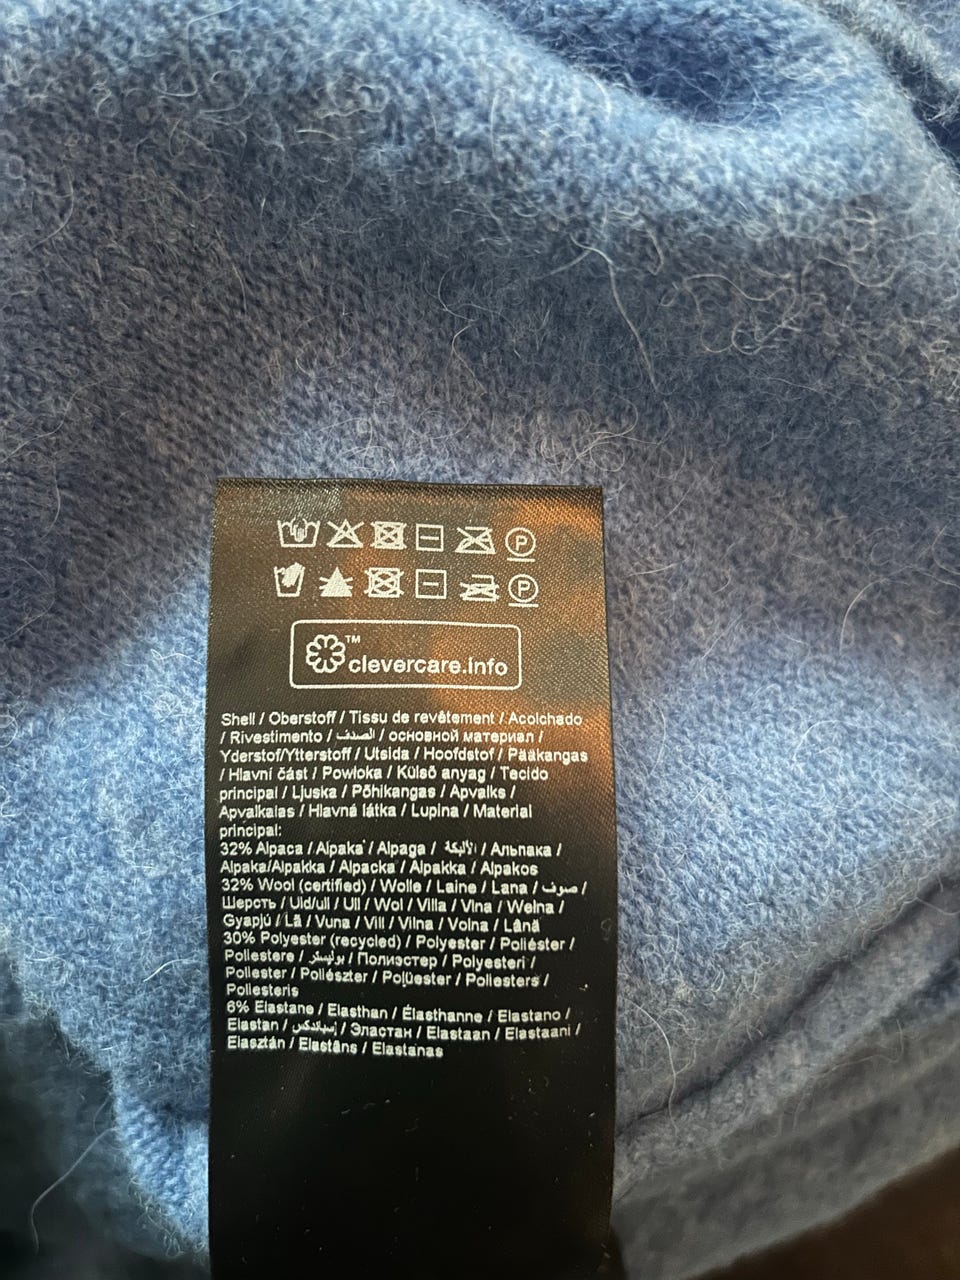 P
P
™
clevercare.info
Shell / Oberstoff / Tissu de revêtement / Acolchado
/ Rivestimento / الصدف / основной материал /
Yderstof/Ytterstoff / Utsida / Hoofdstof / Pääkangas
/ Hlavní část / Powłoka / Külső anyag / Tecido
principal / Ljuska / Põhikangas / Apvalks /
Apvalkalas / Hlavná látka / Lupina / Material
principal:
32% Alpaca / Alpaka / Alpaga / الألبكة / Альпака /
Alpaka/Alpakka / Alpacka / Alpakka / Alpakos
32% Wool (certified) / Wolle / Laine / Lana / صوف /
Шерсть / Uld/ull / Ull / Wol / Villa / Vlna / Wełna /
Gyapjú / Lã / Vuna / Vill / Vilna / Volna / Lână
30% Polyester (recycled) / Polyester / Poliéster /
Poliestere / بوليستر / Полиэстер / Polyesteri /
Poliester / Poliészter / Polüester / Poliesters /
Poliesteris
6% Elastane / Elasthan / Élasthanne / Elastano /
Elastan / إسباندكس / Эластан / Elastaan / Elastaani /
Elasztán / Elastāns / Elastanas